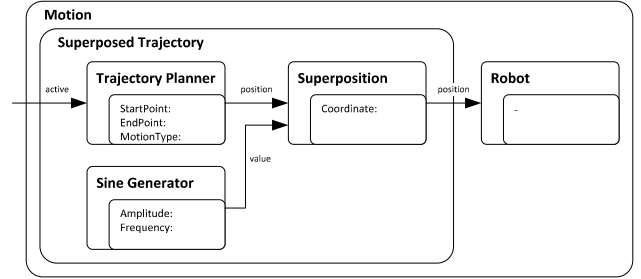 Motion
Superposed Trajectory
active
Trajectory Planner
StartPoint:
EndPoint:
MotionType:
position
Superposition
Coordinate:
position
Robot
-
value
Sine Generator
Amplitude:
Frequency: